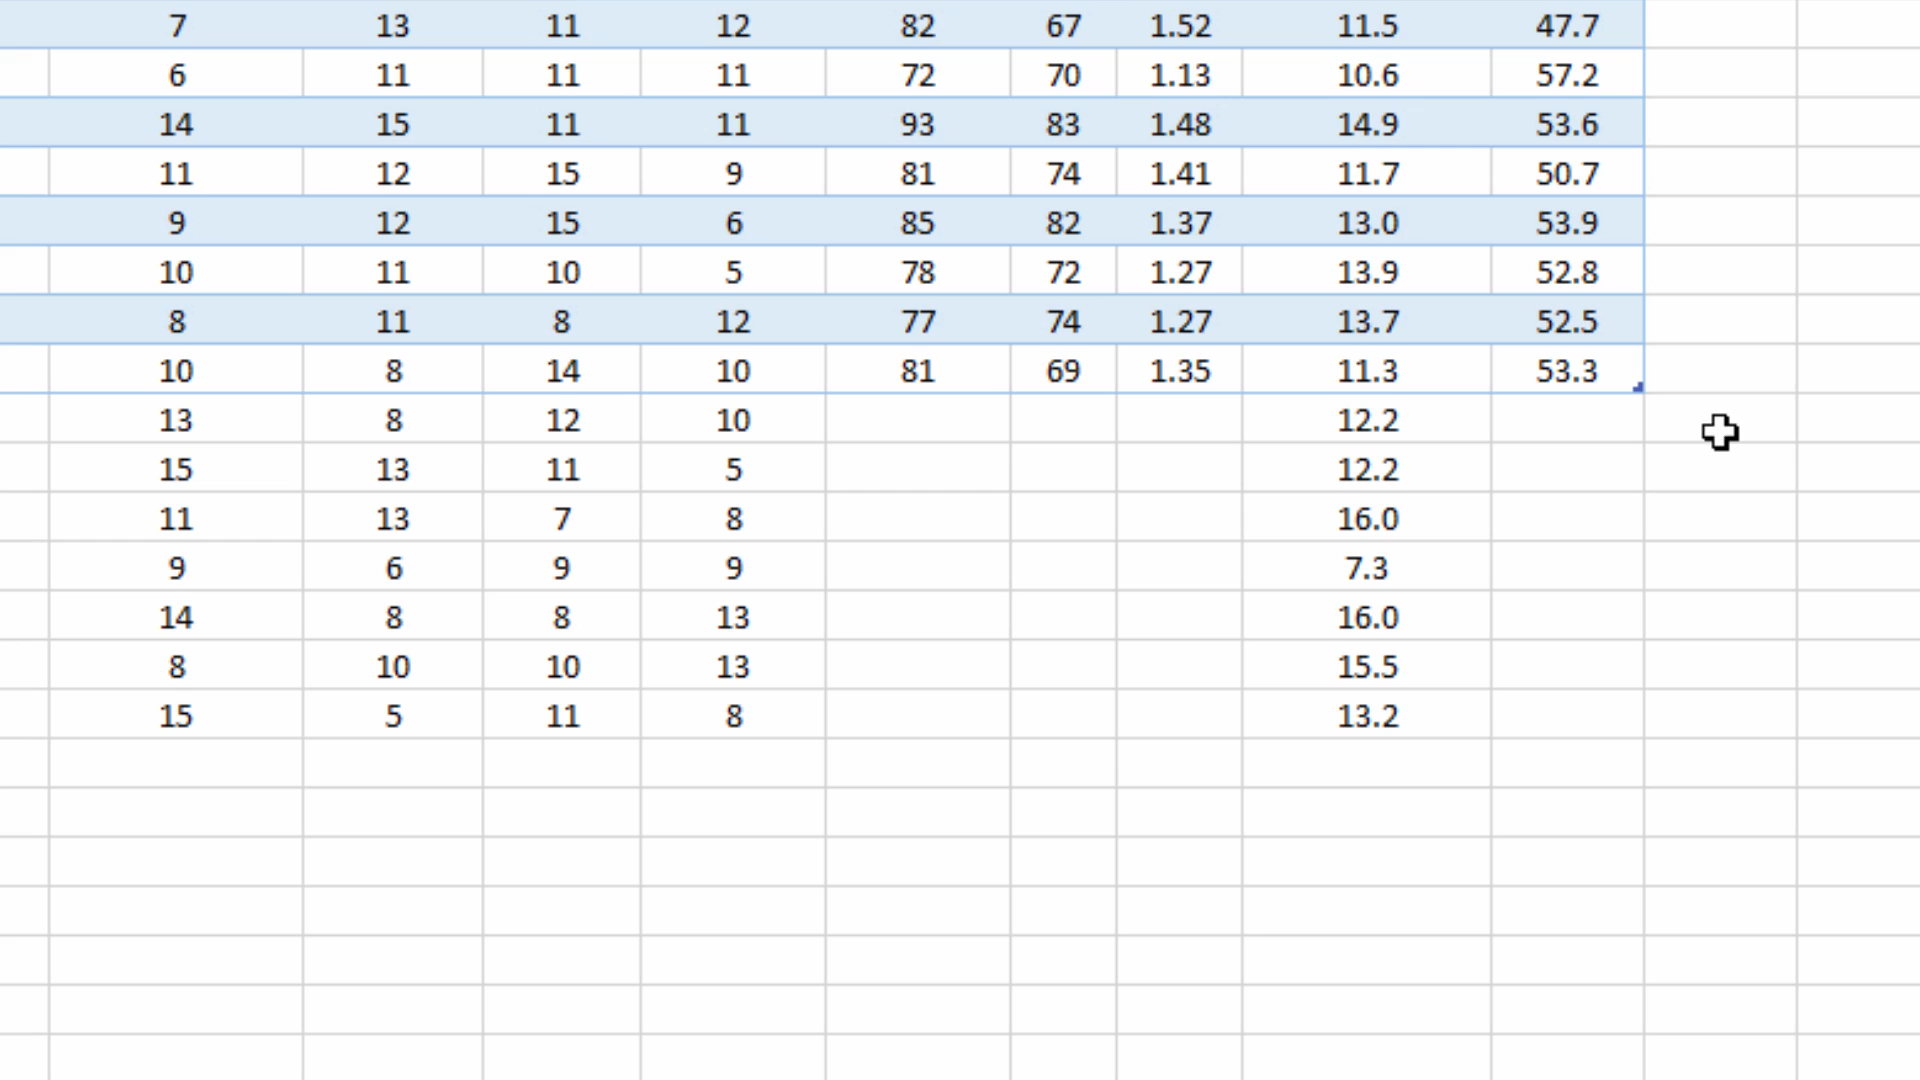 7 13 11 12 82 67 1.52 11.5 47.7
6 11 11 11 72 70 1.13 10.6 57.2
14 15 11 11 93 83 1.48 14.9 53.6
11 12 15 9 81 74 1.41 11.7 50.7
9 12 15 6 85 82 1.37 13.0 53.9
10 11 10 5 78 72 1.27 13.9 52.8
8 11 8 12 77 74 1.27 13.7 52.5
10 8 14 10 81 69 1.35 11.3 53.3
13 8 12 10 12.2
15 13 11 5 12.2
11 13 7 8 16.0
9 6 9 9 7.3
14 8 8 13 16.0
8 10 10 13 15.5
15 5 11 8 13.2